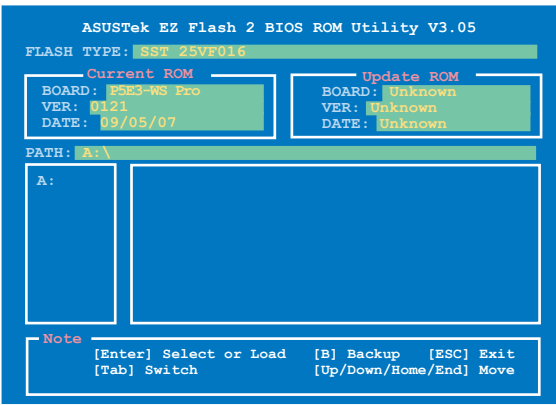 ASUSTek EZ Flash 2 BIOS ROM Utility V3.05
FLASH TYPE: SST 25VF016
Current ROM
BOARD: P5E3-WS Pro
VER: 0121
DATE: 09/05/07
Update ROM
BOARD: Unknown
VER: Unknown
DATE: Unknown
PATH: A:\
A:
Note
[Enter] Select or Load [B] Backup [ESC] Exit
[Tab] Switch [Up/Down/Home/End] Move